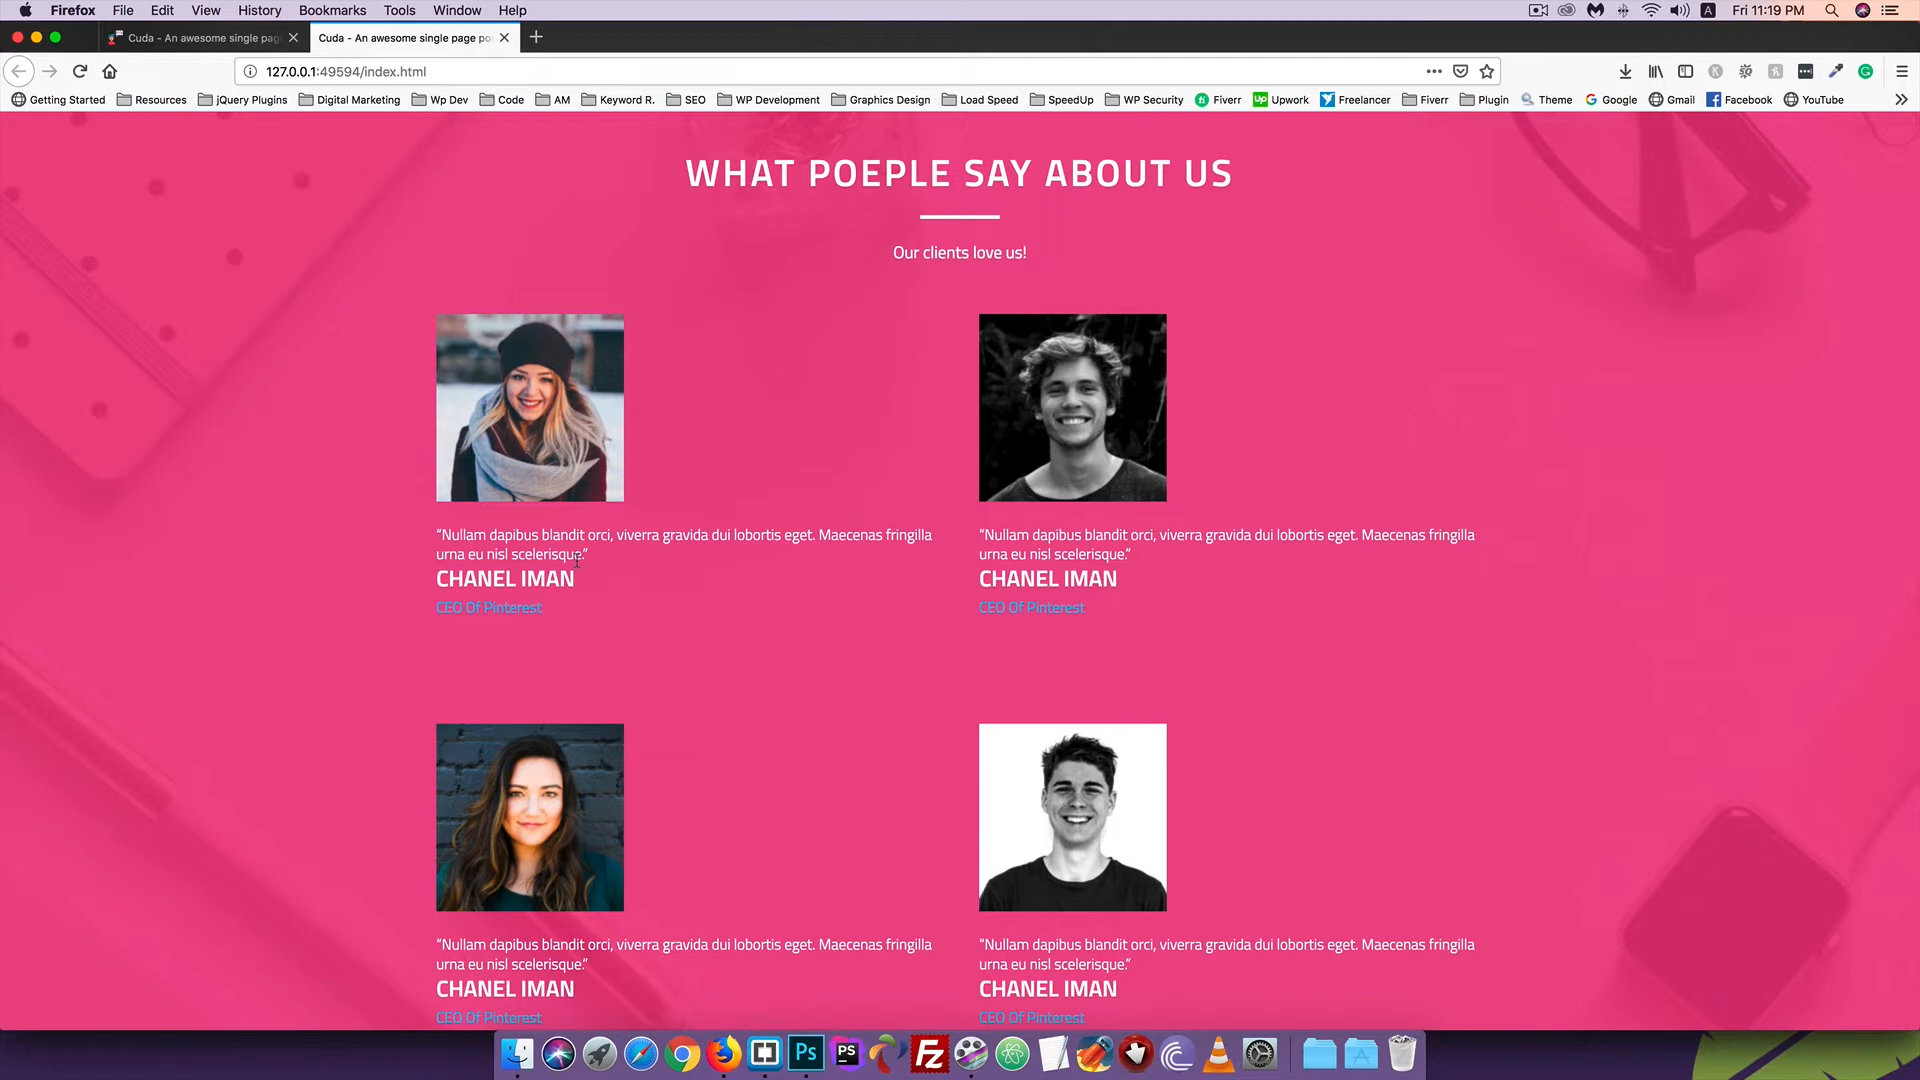 Firefox File Edit View History Bookmarks Tools Window Help A Fri 11:19 PM
Cuda - An awesome single pag Cuda - An awesome single page po
127.0.0.1:49594/index.html
Getting Started Resources jQuery Plugins Digital Marketing Wp Dev Code AM Keyword R. SEO WP Development Graphics Design Load Speed SpeedUp WP Security Fiverr Upwork Freelancer Fiverr Plugin Theme Google Gmail Facebook YouTube
WHAT POEPLE SAY ABOUT US
Our clients love us!
“Nullam dapibus blandit orci, viverra gravida dui lobortis eget. Maecenas fringilla
urna eu nisl scelerisque.”
CHANEL IMAN
CEO Of Pinterest
“Nullam dapibus blandit orci, viverra gravida dui lobortis eget. Maecenas fringilla
urna eu nisl scelerisque.”
CHANEL IMAN
CEO Of Pinterest
“Nullam dapibus blandit orci, viverra gravida dui lobortis eget. Maecenas fringilla
urna eu nisl scelerisque.”
CHANEL IMAN
CEO Of Pinterest
“Nullam dapibus blandit orci, viverra gravida dui lobortis eget. Maecenas fringilla
urna eu nisl scelerisque.”
CHANEL IMAN
CEO Of Pinterest
Ps PS FZ